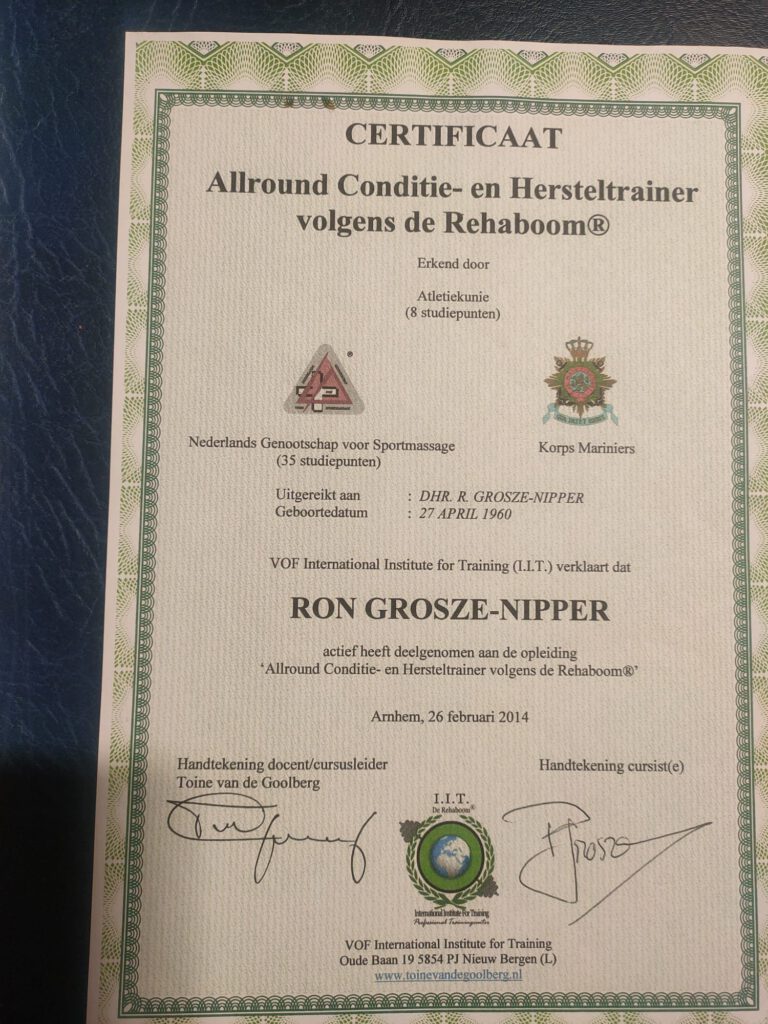 CERTIFICAAT
Allround Conditie- en Hersteltrainer
volgens de Rehaboom®
Erkend door
Atletiekunie
(8 studiepunten)
®
Nederlands Genootschap voor Sportmassage
(35 studiepunten)
Korps Mariniers
Uitgereikt aan : DHR. R. GROSZE-NIPPER
Geboortedatum : 27 APRIL 1960
VOF International Institute for Training (I.I.T.) verklaart dat
RON GROSZE-NIPPER
actief heeft deelgenomen aan de opleiding
‘Allround Conditie- en Hersteltrainer volgens de Rehaboom®’
Arnhem, 26 februari 2014
Handtekening docent/cursusleider
Toine van de Goolberg
Handtekening cursist(e)
I.I.T.
De Rehaboom®
International Institute For Training
Professional Trainingcenter
VOF International Institute for Training
Oude Baan 19 5854 PJ Nieuw Bergen (L)
www.toinevandegoolberg.nl